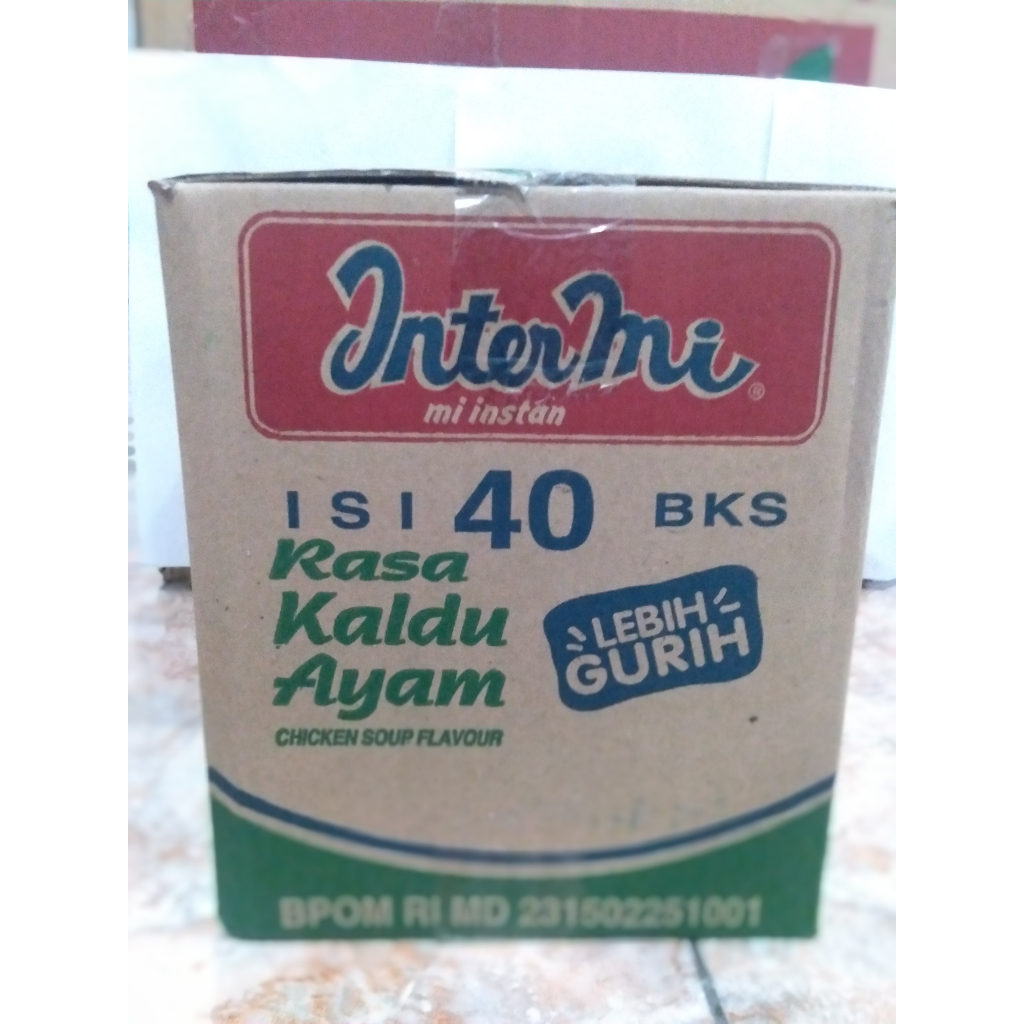 InterMi®
mi instan
ISI 40 BKS
Rasa
Kaldu
Ayam
CHICKEN SOUP FLAVOUR
LEBIH
GURIH
BPOM RI MD 231502251001